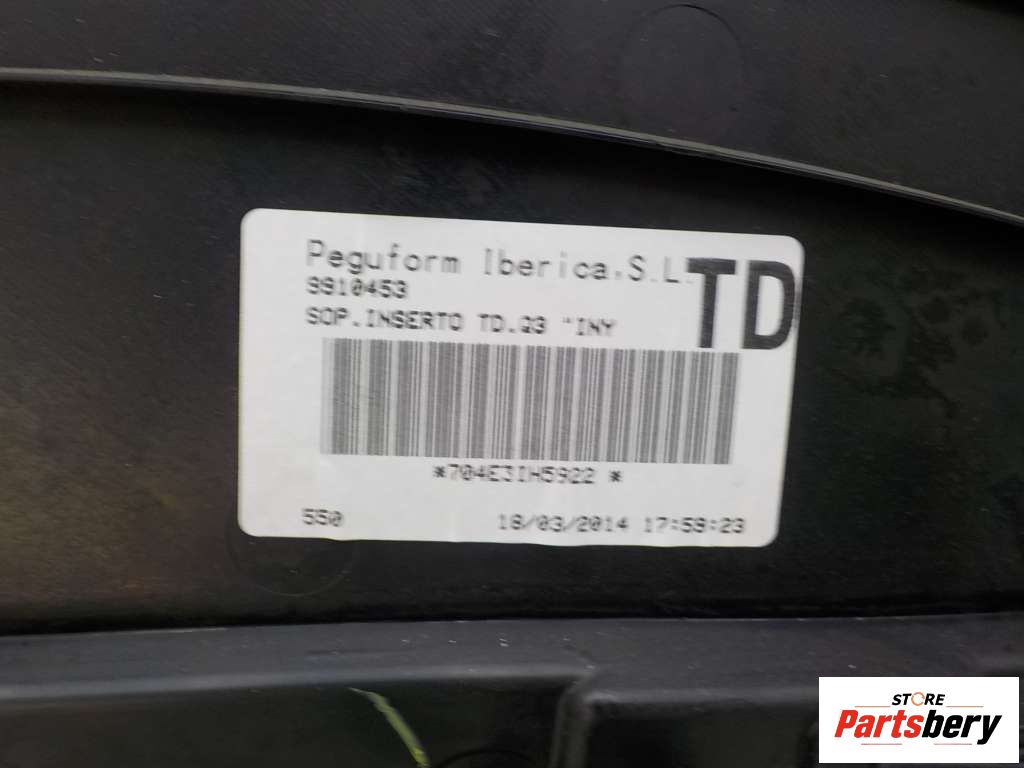 Peguform Iberica,S.L.
TD
9910453
SOP.INSERTO TD.Q3 "INY
*704E3IH5922 *
550
18/03/2014 17:59:23
STORE
Partsbery